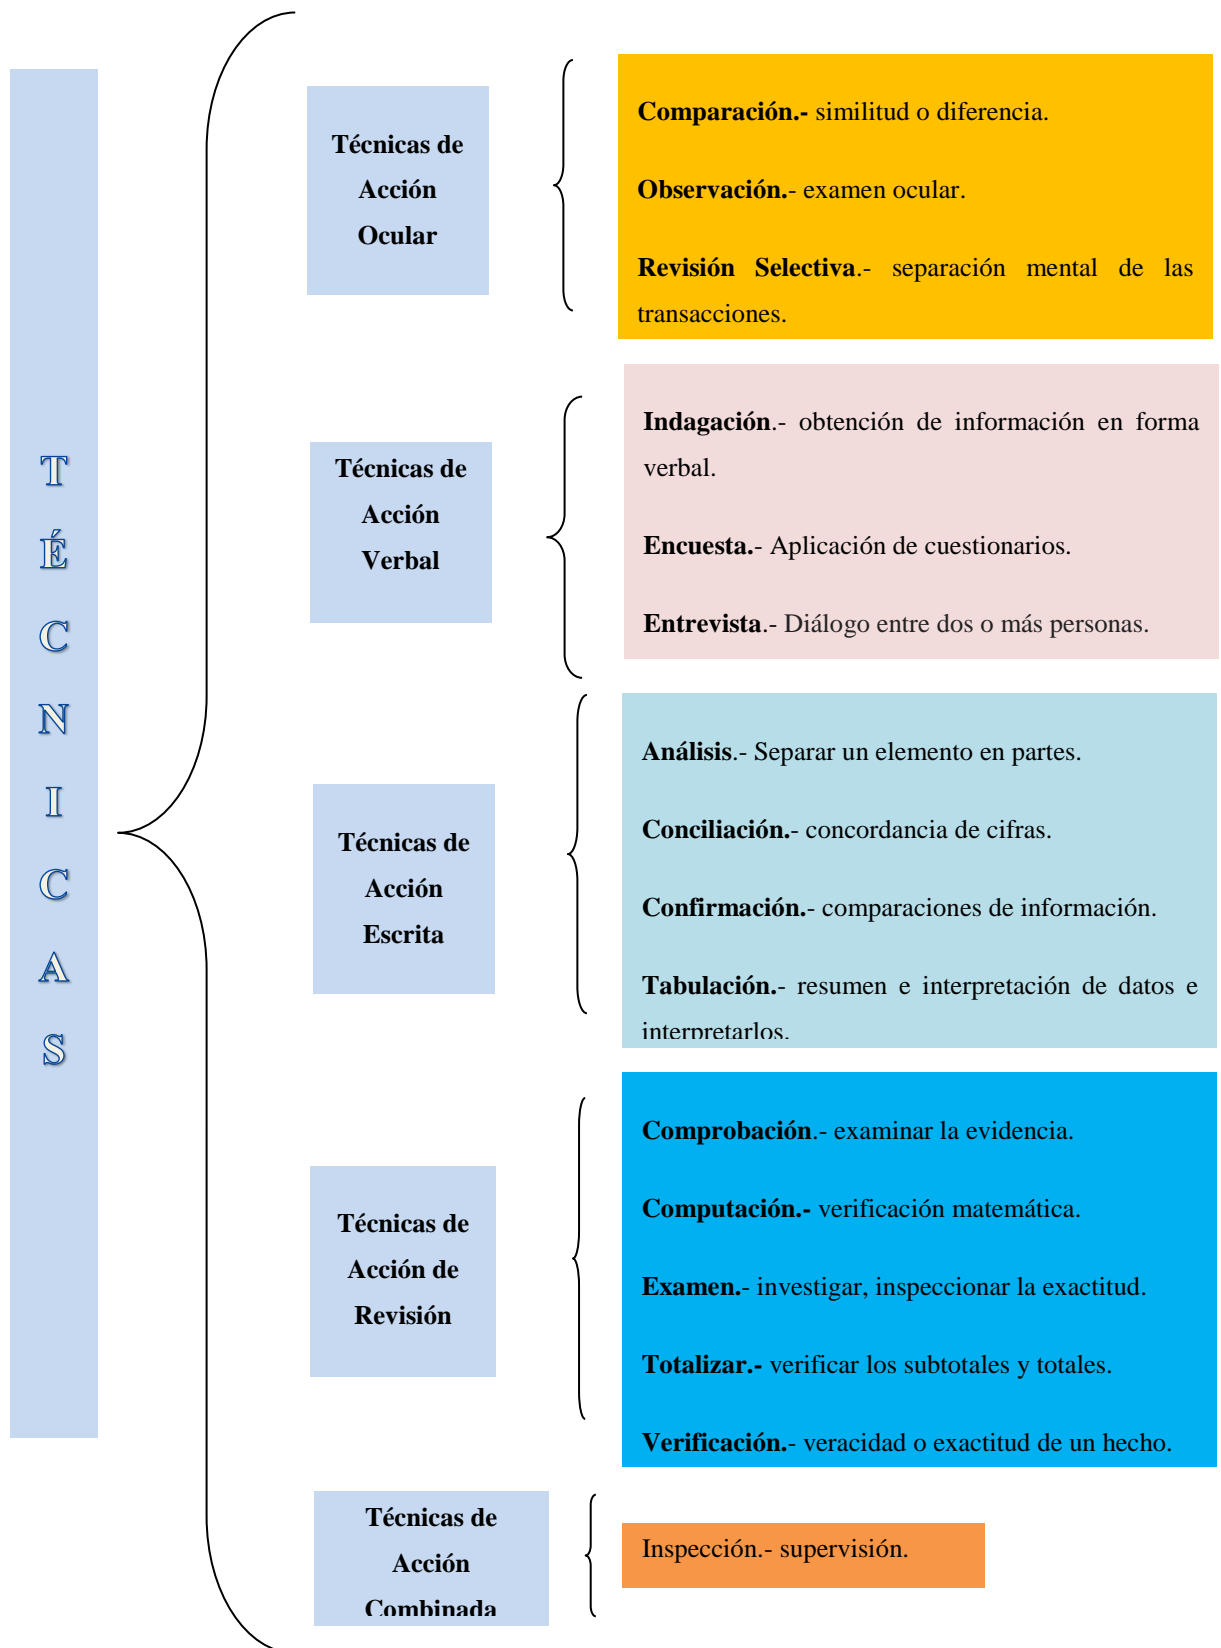 TÉCNICAS
Técnicas de
Acción
Ocular
Comparación.- similitud o diferencia.
Observación.- examen ocular.
Revisión Selectiva.- separación mental de las
transacciones.
Técnicas de
Acción
Verbal
Indagación.- obtención de información en forma
verbal.
Encuesta.- Aplicación de cuestionarios.
Entrevista.- Diálogo entre dos o más personas.
Técnicas de
Acción
Escrita
Análisis.- Separar un elemento en partes.
Conciliación.- concordancia de cifras.
Confirmación.- comparaciones de información.
Tabulación.- resumen e interpretación de datos e
interpretarlos.
Técnicas de
Acción de
Revisión
Comprobación.- examinar la evidencia.
Computación.- verificación matemática.
Examen.- investigar, inspeccionar la exactitud.
Totalizar.- verificar los subtotales y totales.
Verificación.- veracidad o exactitud de un hecho.
Técnicas de
Acción
Combinada
Inspección.- supervisión.